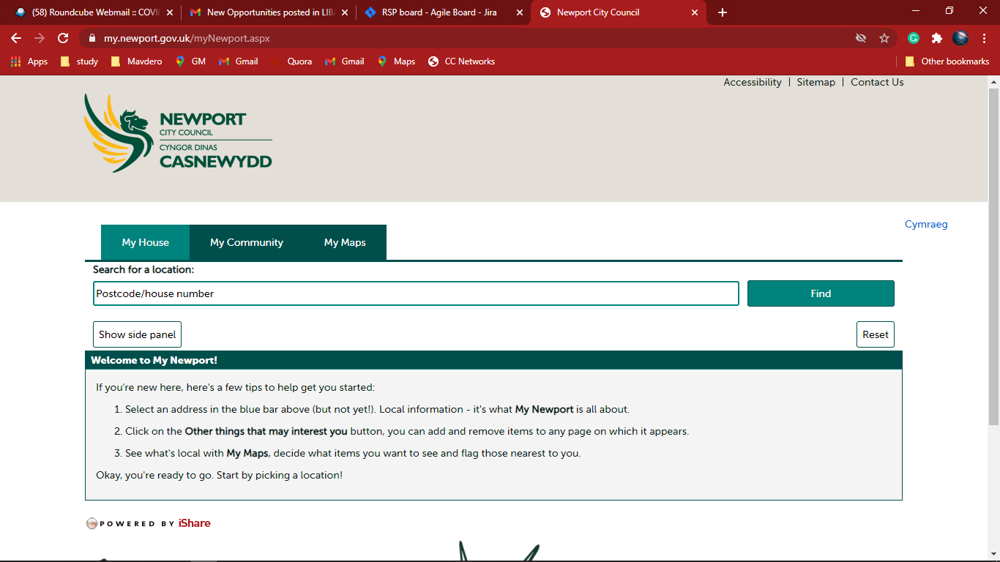 (58) Roundcube Webmail :: COVI
New Opportunities posted in LIB
RSP board - Agile Board - Jira
Newport City Council
my.newport.gov.uk/myNewport.aspx
Apps study Mavdero GM Gmail Quora Gmail Maps CC Networks Other bookmarks
Accessibility | Sitemap | Contact Us
NEWPORT
CITY COUNCIL
CYNGOR DINAS
CASNEWYDD
Cymraeg
My House My Community My Maps
Search for a location:
Postcode/house number Find
Show side panel Reset
Welcome to My Newport!
If you're new here, here's a few tips to help get you started:
1. Select an address in the blue bar above (but not yet!). Local information - it's what My Newport is all about.
2. Click on the Other things that may interest you button, you can add and remove items to any page on which it appears.
3. See what's local with My Maps, decide what items you want to see and flag those nearest to you.
Okay, you're ready to go. Start by picking a location!
POWERED BY iShare